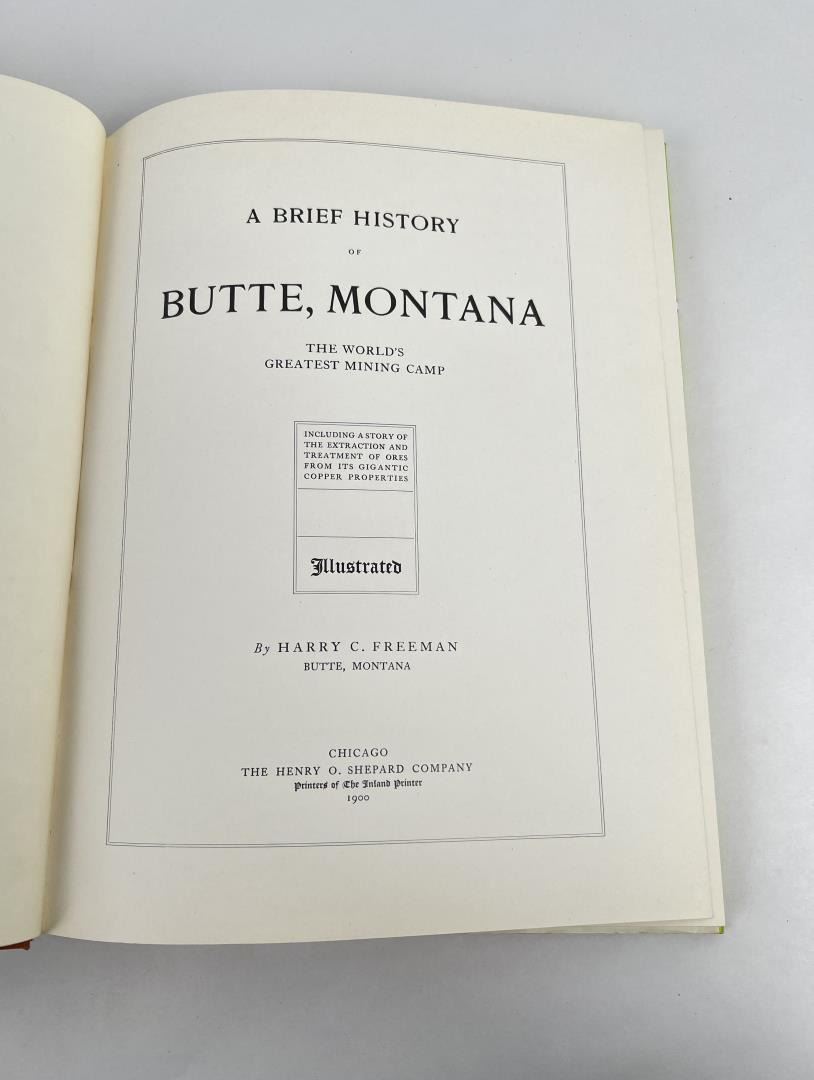 A BRIEF HISTORY
OF
BUTTE, MONTANA
THE WORLD'S
GREATEST MINING CAMP
INCLUDING A STORY OF
THE EXTRACTION AND
TREATMENT OF ORES
FROM ITS GIGANTIC
COPPER PROPERTIES
Illustrated
By HARRY C. FREEMAN
BUTTE, MONTANA
CHICAGO
THE HENRY O. SHEPARD COMPANY
Printers of The Inland Printer
1900